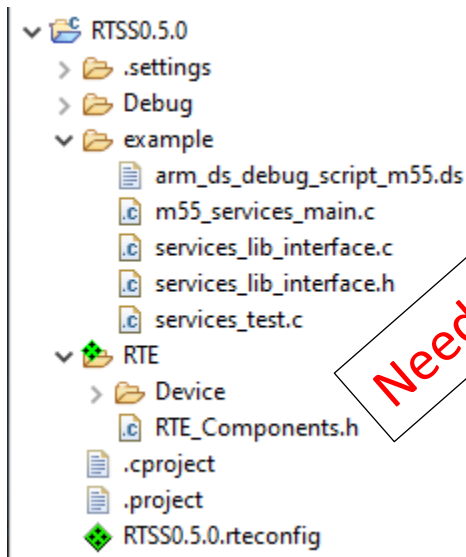 RTSS0.5.0
.settings
Debug
example
arm_ds_debug_script_m55.ds
m55_services_main.c
services_lib_interface.c
services_lib_interface.h
services_test.c
RTE
Device
RTE_Components.h
.cproject
.project
RTSS0.5.0.rteconfig
Need